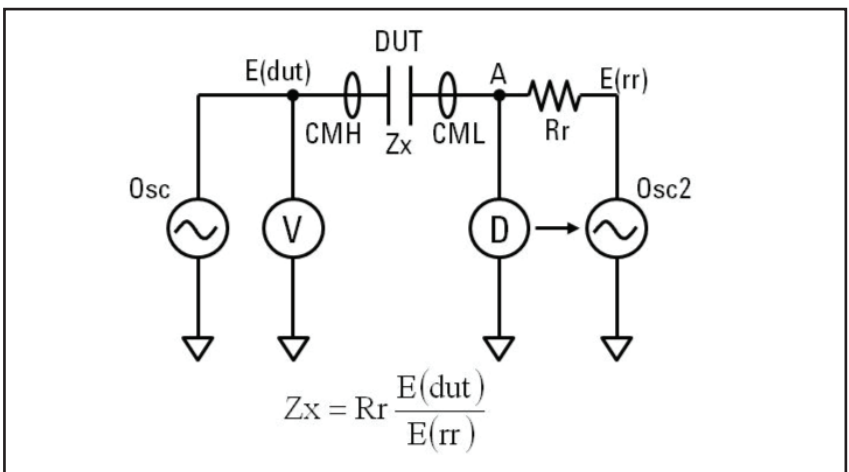 DUT
E(dut)
A
E(rr)
CMH
Zx
CML
Rr
Osc
V
D
Osc2
Zx = Rr E(dut)
E(rr)